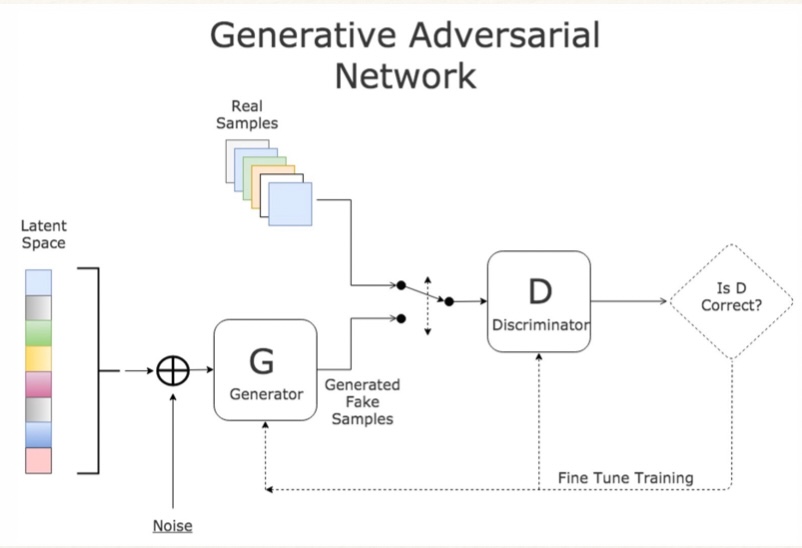 Generative Adversarial
Network
Real
Samples
Latent
Space
D
Discriminator
Is D
Correct?
G
Generator
Generated
Fake
Samples
Fine Tune Training
Noise